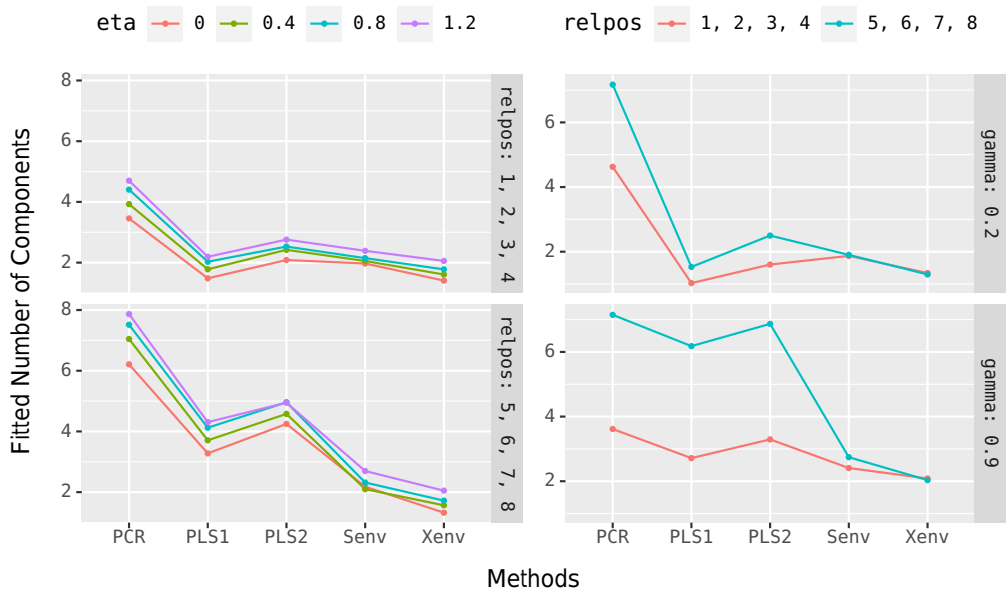 eta 0 0.4 0.8 1.2
relpos 1, 2, 3, 4 5, 6, 7, 8
Fitted Number of Components
8
6
4
2
relpos: 1, 2, 3, 4
8
6
4
2
relpos: 5, 6, 7, 8
PCR PLS1 PLS2 Senv Xenv
6
4
2
gamma: 0.2
6
4
2
gamma: 0.9
PCR PLS1 PLS2 Senv Xenv
Methods